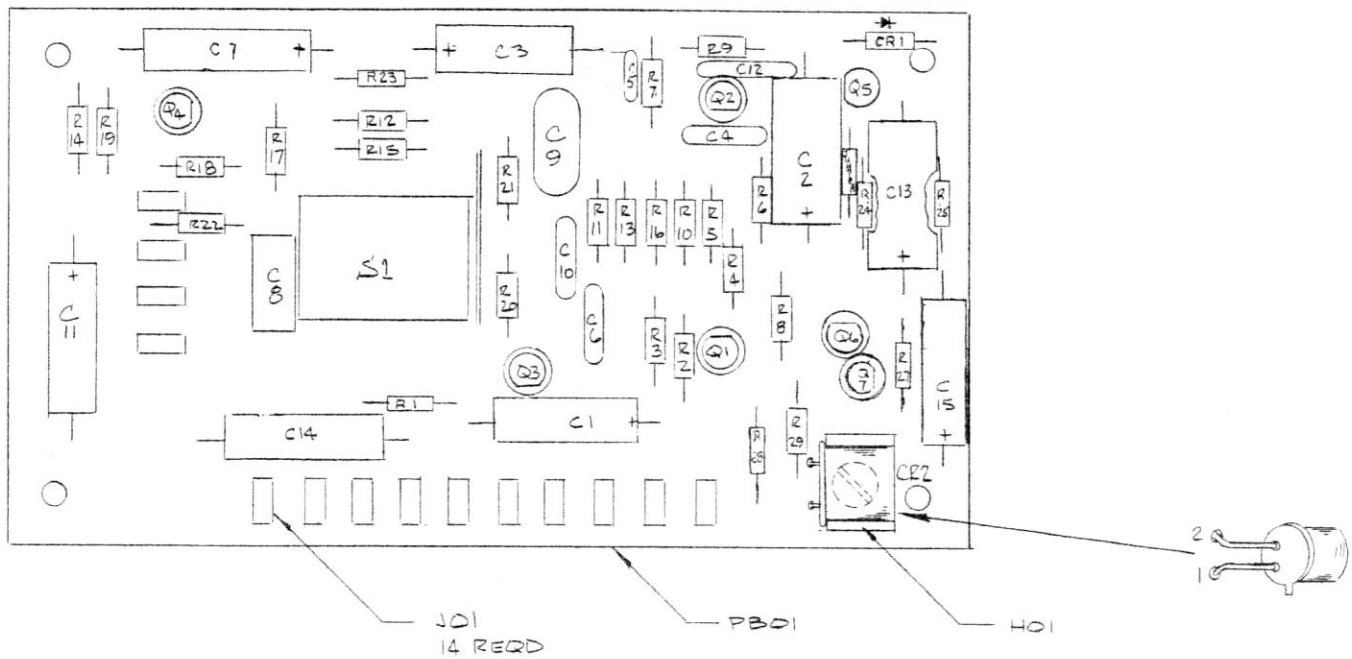 C7
+
+
C3
R9
CR1
C12
C5
R7
R23
Q2
Q5
Q4
R14
R19
R12
R15
R17
C4
C9
R18
R21
C2
R6
R24
C13
R25
R11
R13
R16
R10
R5
R22
+
C10
R4
+
+
C8
S1
R20
C11
C6
R8
R3
R2
Q1
Q6
R27
Q3
Q7
C15
R1
C14
C1
+
+
R28
R29
CR2
2
1
J01
14 REQD
PB01
H01